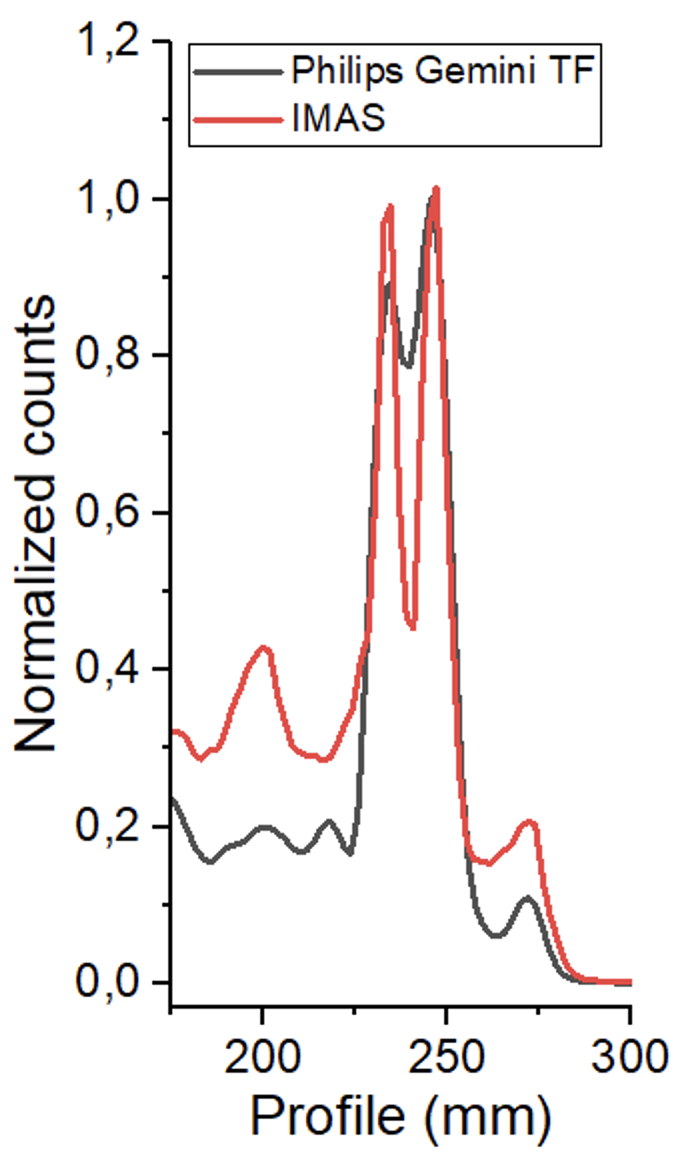 1,2
Philips Gemini TF
IMAS
1,0
0,8
0,6
0,4
0,2
0,0
Normalized counts
200 250 300
Profile (mm)